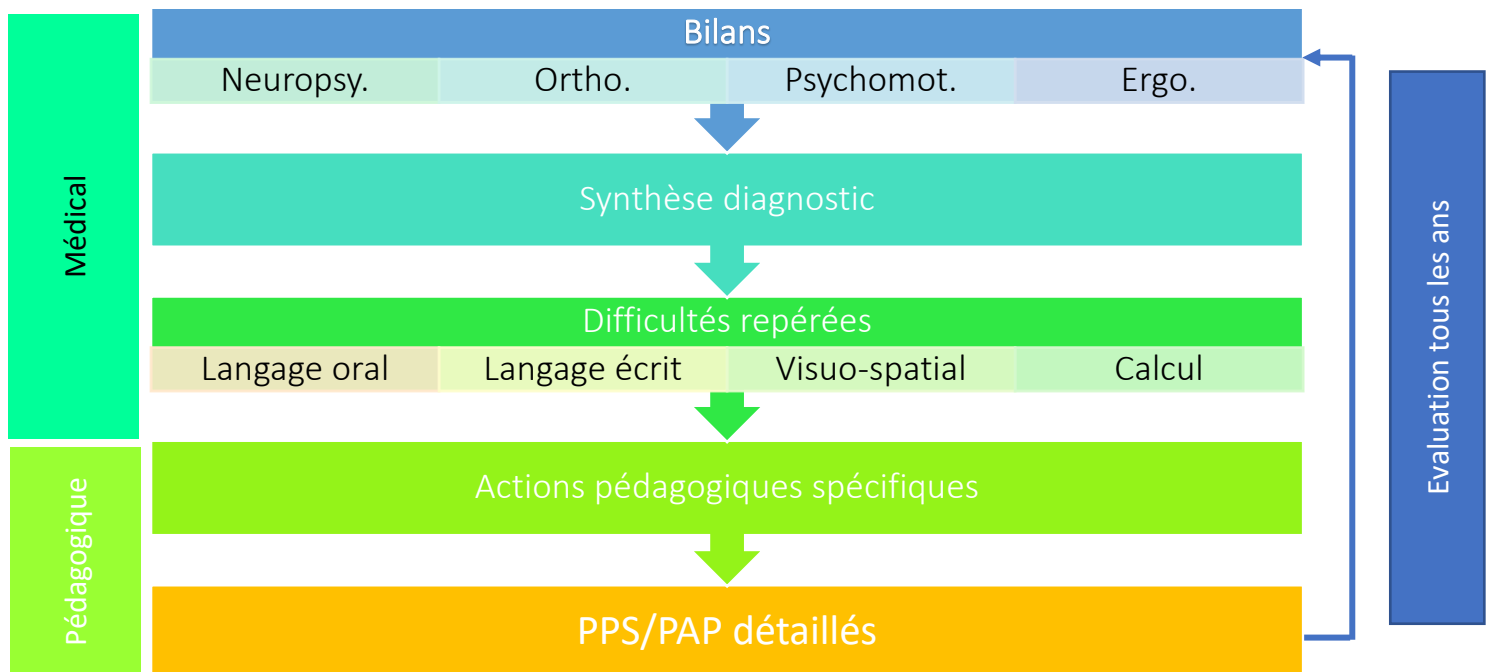 Bilans
Neuropsy.
Ortho.
Psychomot.
Ergo.
Médical
Synthèse diagnostic
Difficultés repérées
Langage oral
Langage écrit
Visuo-spatial
Calcul
Pédagogique
Actions pédagogiques spécifiques
PPS/PAP détaillés
Evaluation tous les ans